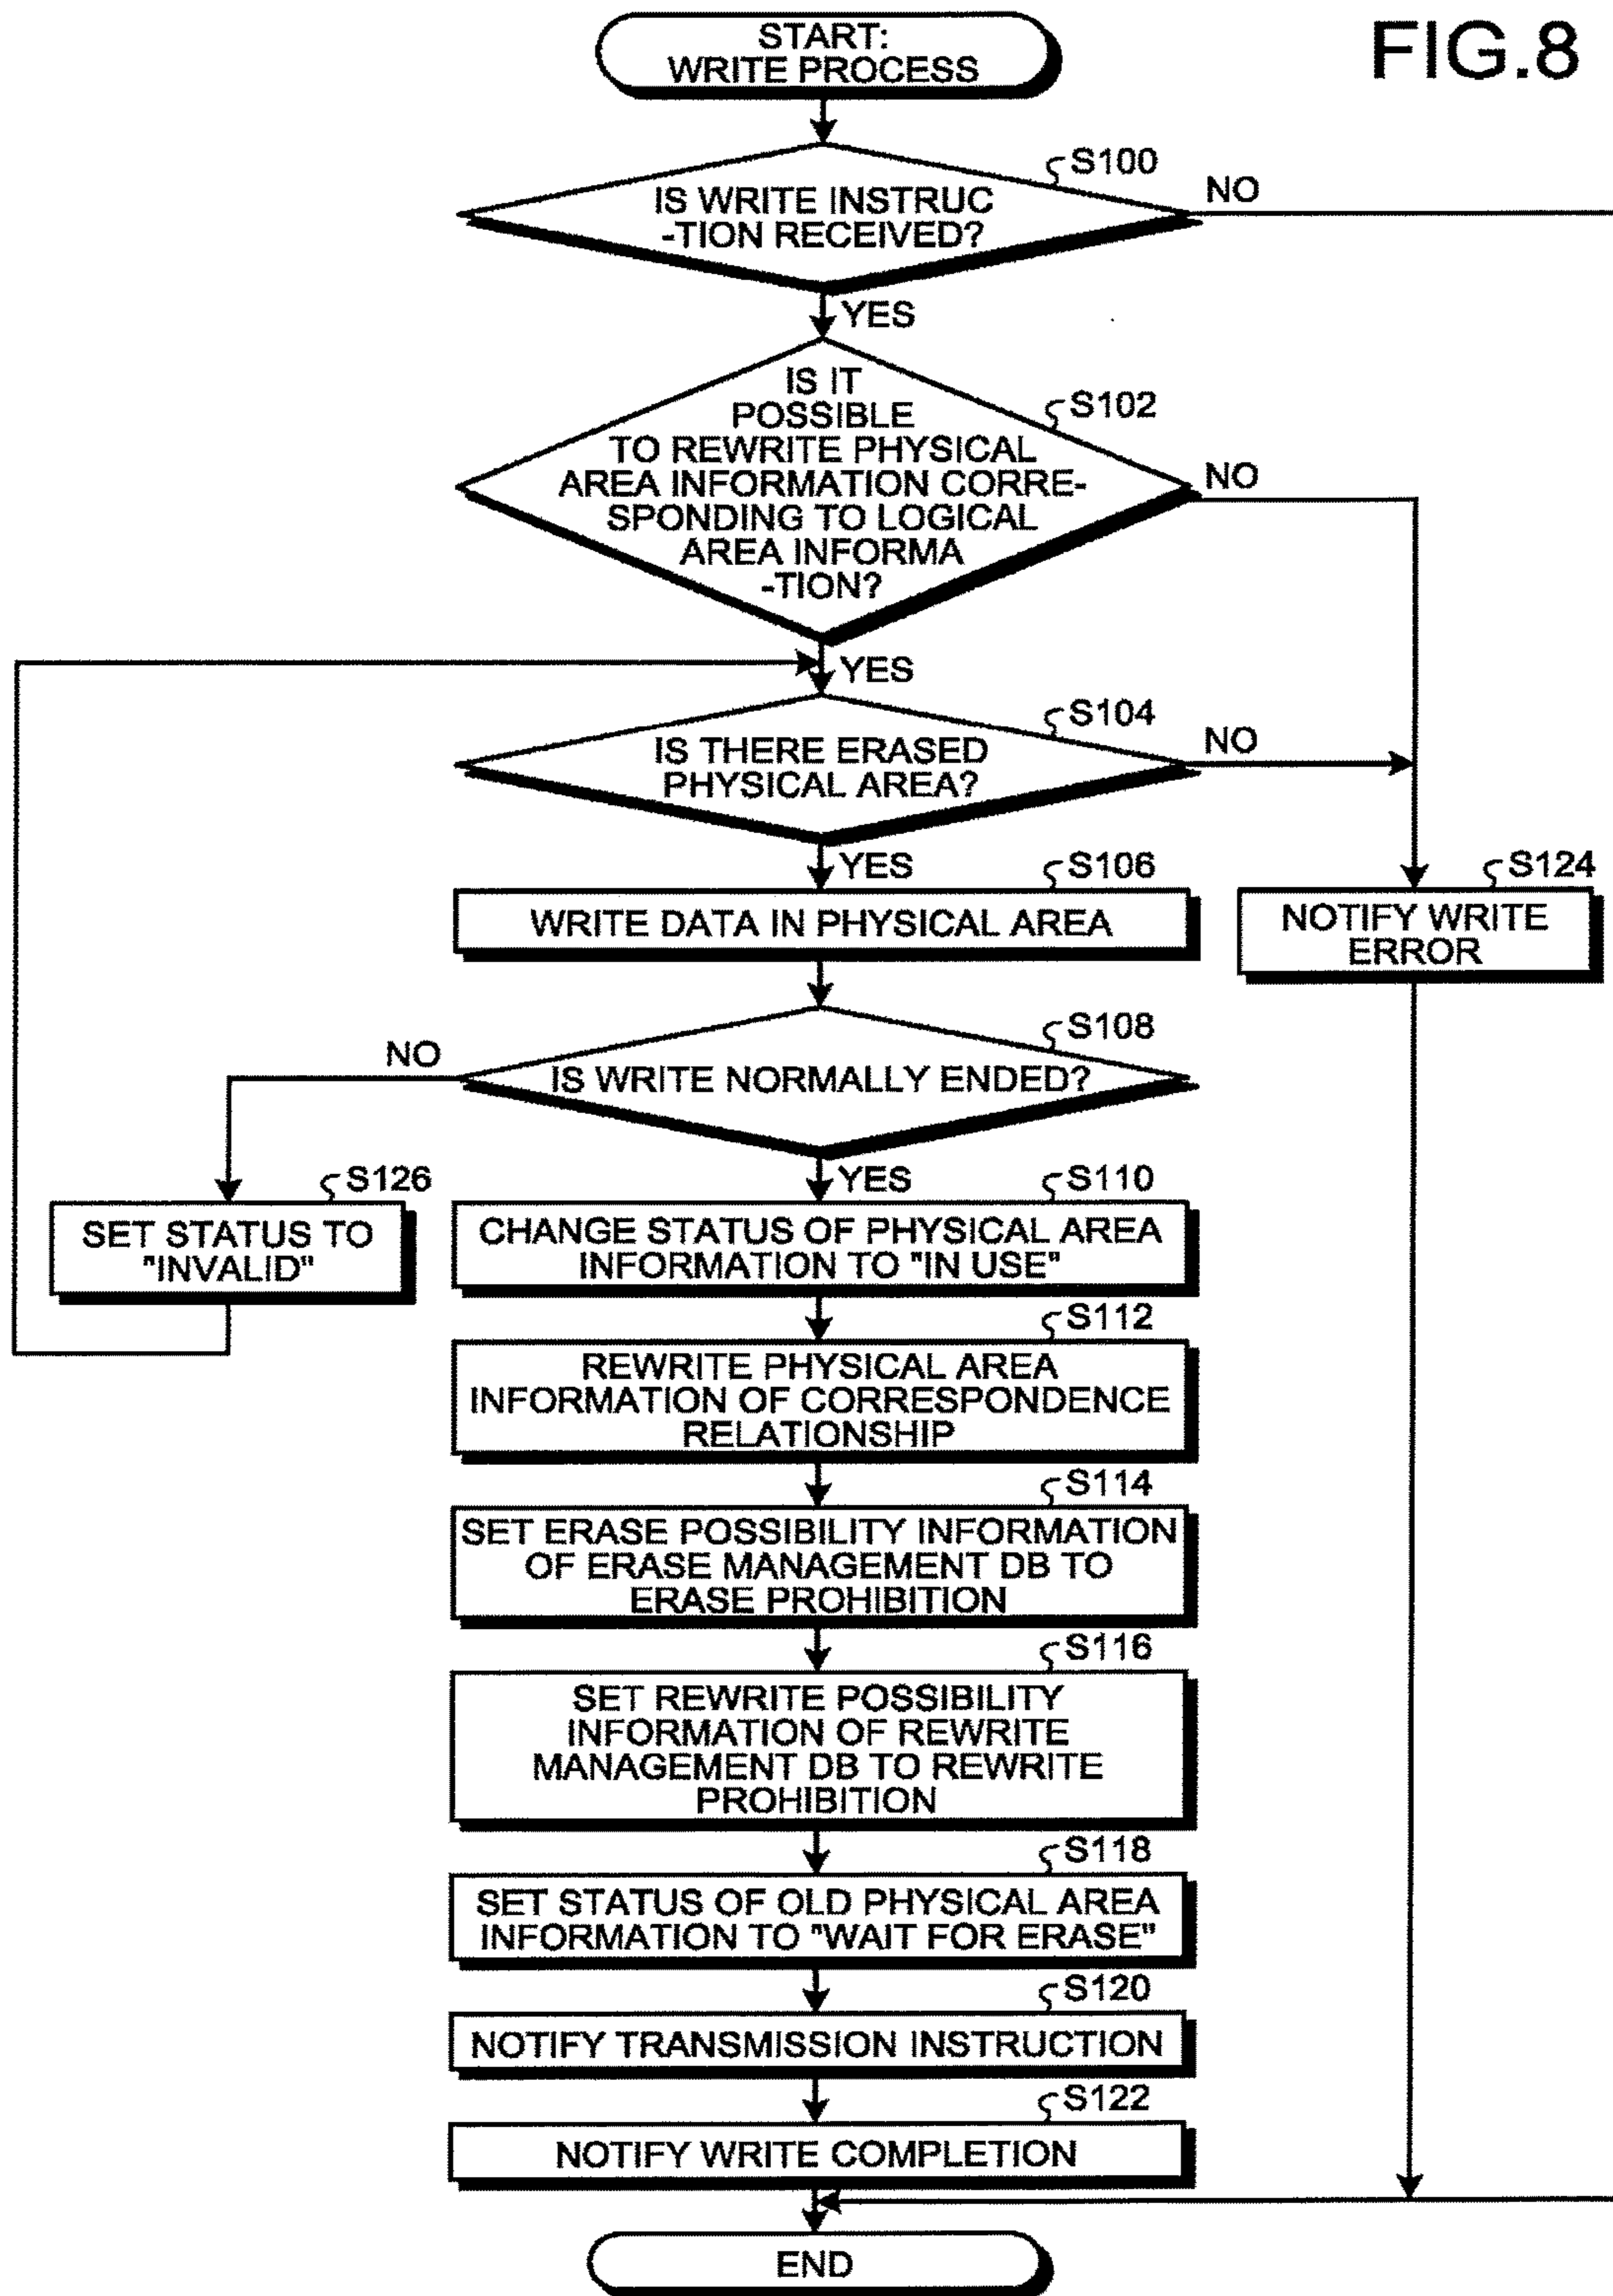 FIG.8
START:
WRITE PROCESS
S100
IS WRITE INSTRUC
-TION RECEIVED?
NO
YES
S102
IS IT
POSSIBLE
TO REWRITE PHYSICAL
AREA INFORMATION CORRE-
SPONDING TO LOGICAL
AREA INFORMA
-TION?
NO
YES
S104
IS THERE ERASED
PHYSICAL AREA?
NO
YES
S106
WRITE DATA IN PHYSICAL AREA
S124
NOTIFY WRITE
ERROR
S108
IS WRITE NORMALLY ENDED?
NO
YES
S126
SET STATUS TO
"INVALID"
S110
CHANGE STATUS OF PHYSICAL AREA
INFORMATION TO "IN USE"
S112
REWRITE PHYSICAL AREA
INFORMATION OF CORRESPONDENCE
RELATIONSHIP
S114
SET ERASE POSSIBILITY INFORMATION
OF ERASE MANAGEMENT DB TO
ERASE PROHIBITION
S116
SET REWRITE POSSIBILITY
INFORMATION OF REWRITE
MANAGEMENT DB TO REWRITE
PROHIBITION
S118
SET STATUS OF OLD PHYSICAL AREA
INFORMATION TO "WAIT FOR ERASE"
S120
NOTIFY TRANSMISSION INSTRUCTION
S122
NOTIFY WRITE COMPLETION
END